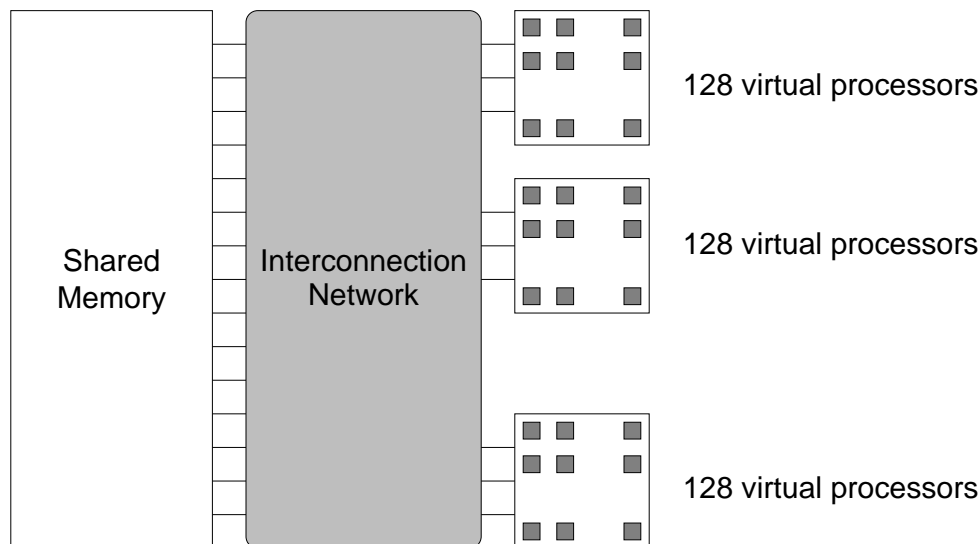 128 virtual processors
128 virtual processors
Shared
Memory
Interconnection
Network
128 virtual processors